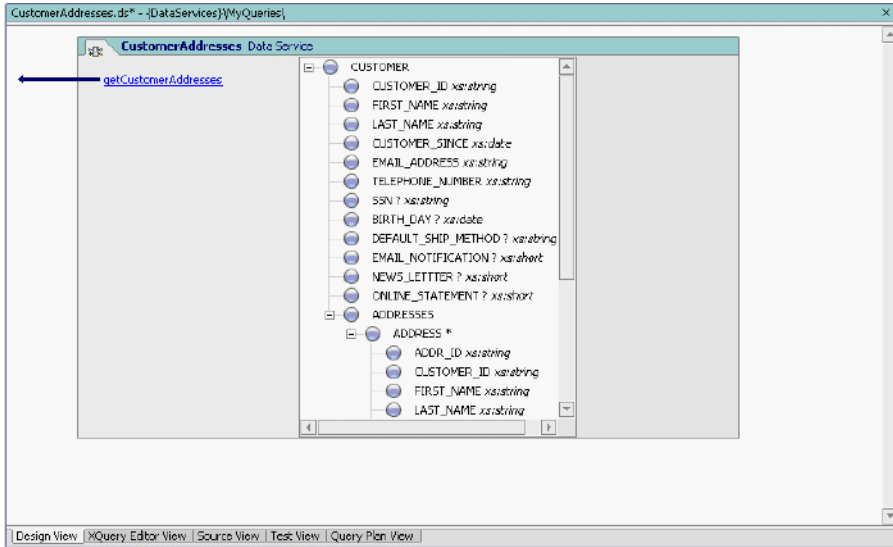 CustomerAddresses.ds* - {DataServices}\MyQueries\
CustomerAddresses Data Service
getCustomerAddresses
CUSTOMER
CUSTOMER_ID xs:string
FIRST_NAME xs:string
LAST_NAME xs:string
CUSTOMER_SINCE xs:date
EMAIL_ADDRESS xs:string
TELEPHONE_NUMBER xs:string
SSN ? xs:string
BIRTH_DAY ? xs:date
DEFAULT_SHIP_METHOD ? xs:string
EMAIL_NOTIFICATION ? xs:short
NEWS_LETTTER ? xs:short
ONLINE_STATEMENT ? xs:short
ADDRESSES
ADDRESS *
ADDR_ID xs:string
CUSTOMER_ID xs:string
FIRST_NAME xs:string
LAST_NAME xs:string
Design View XQuery Editor View Source View Test View Query Plan View